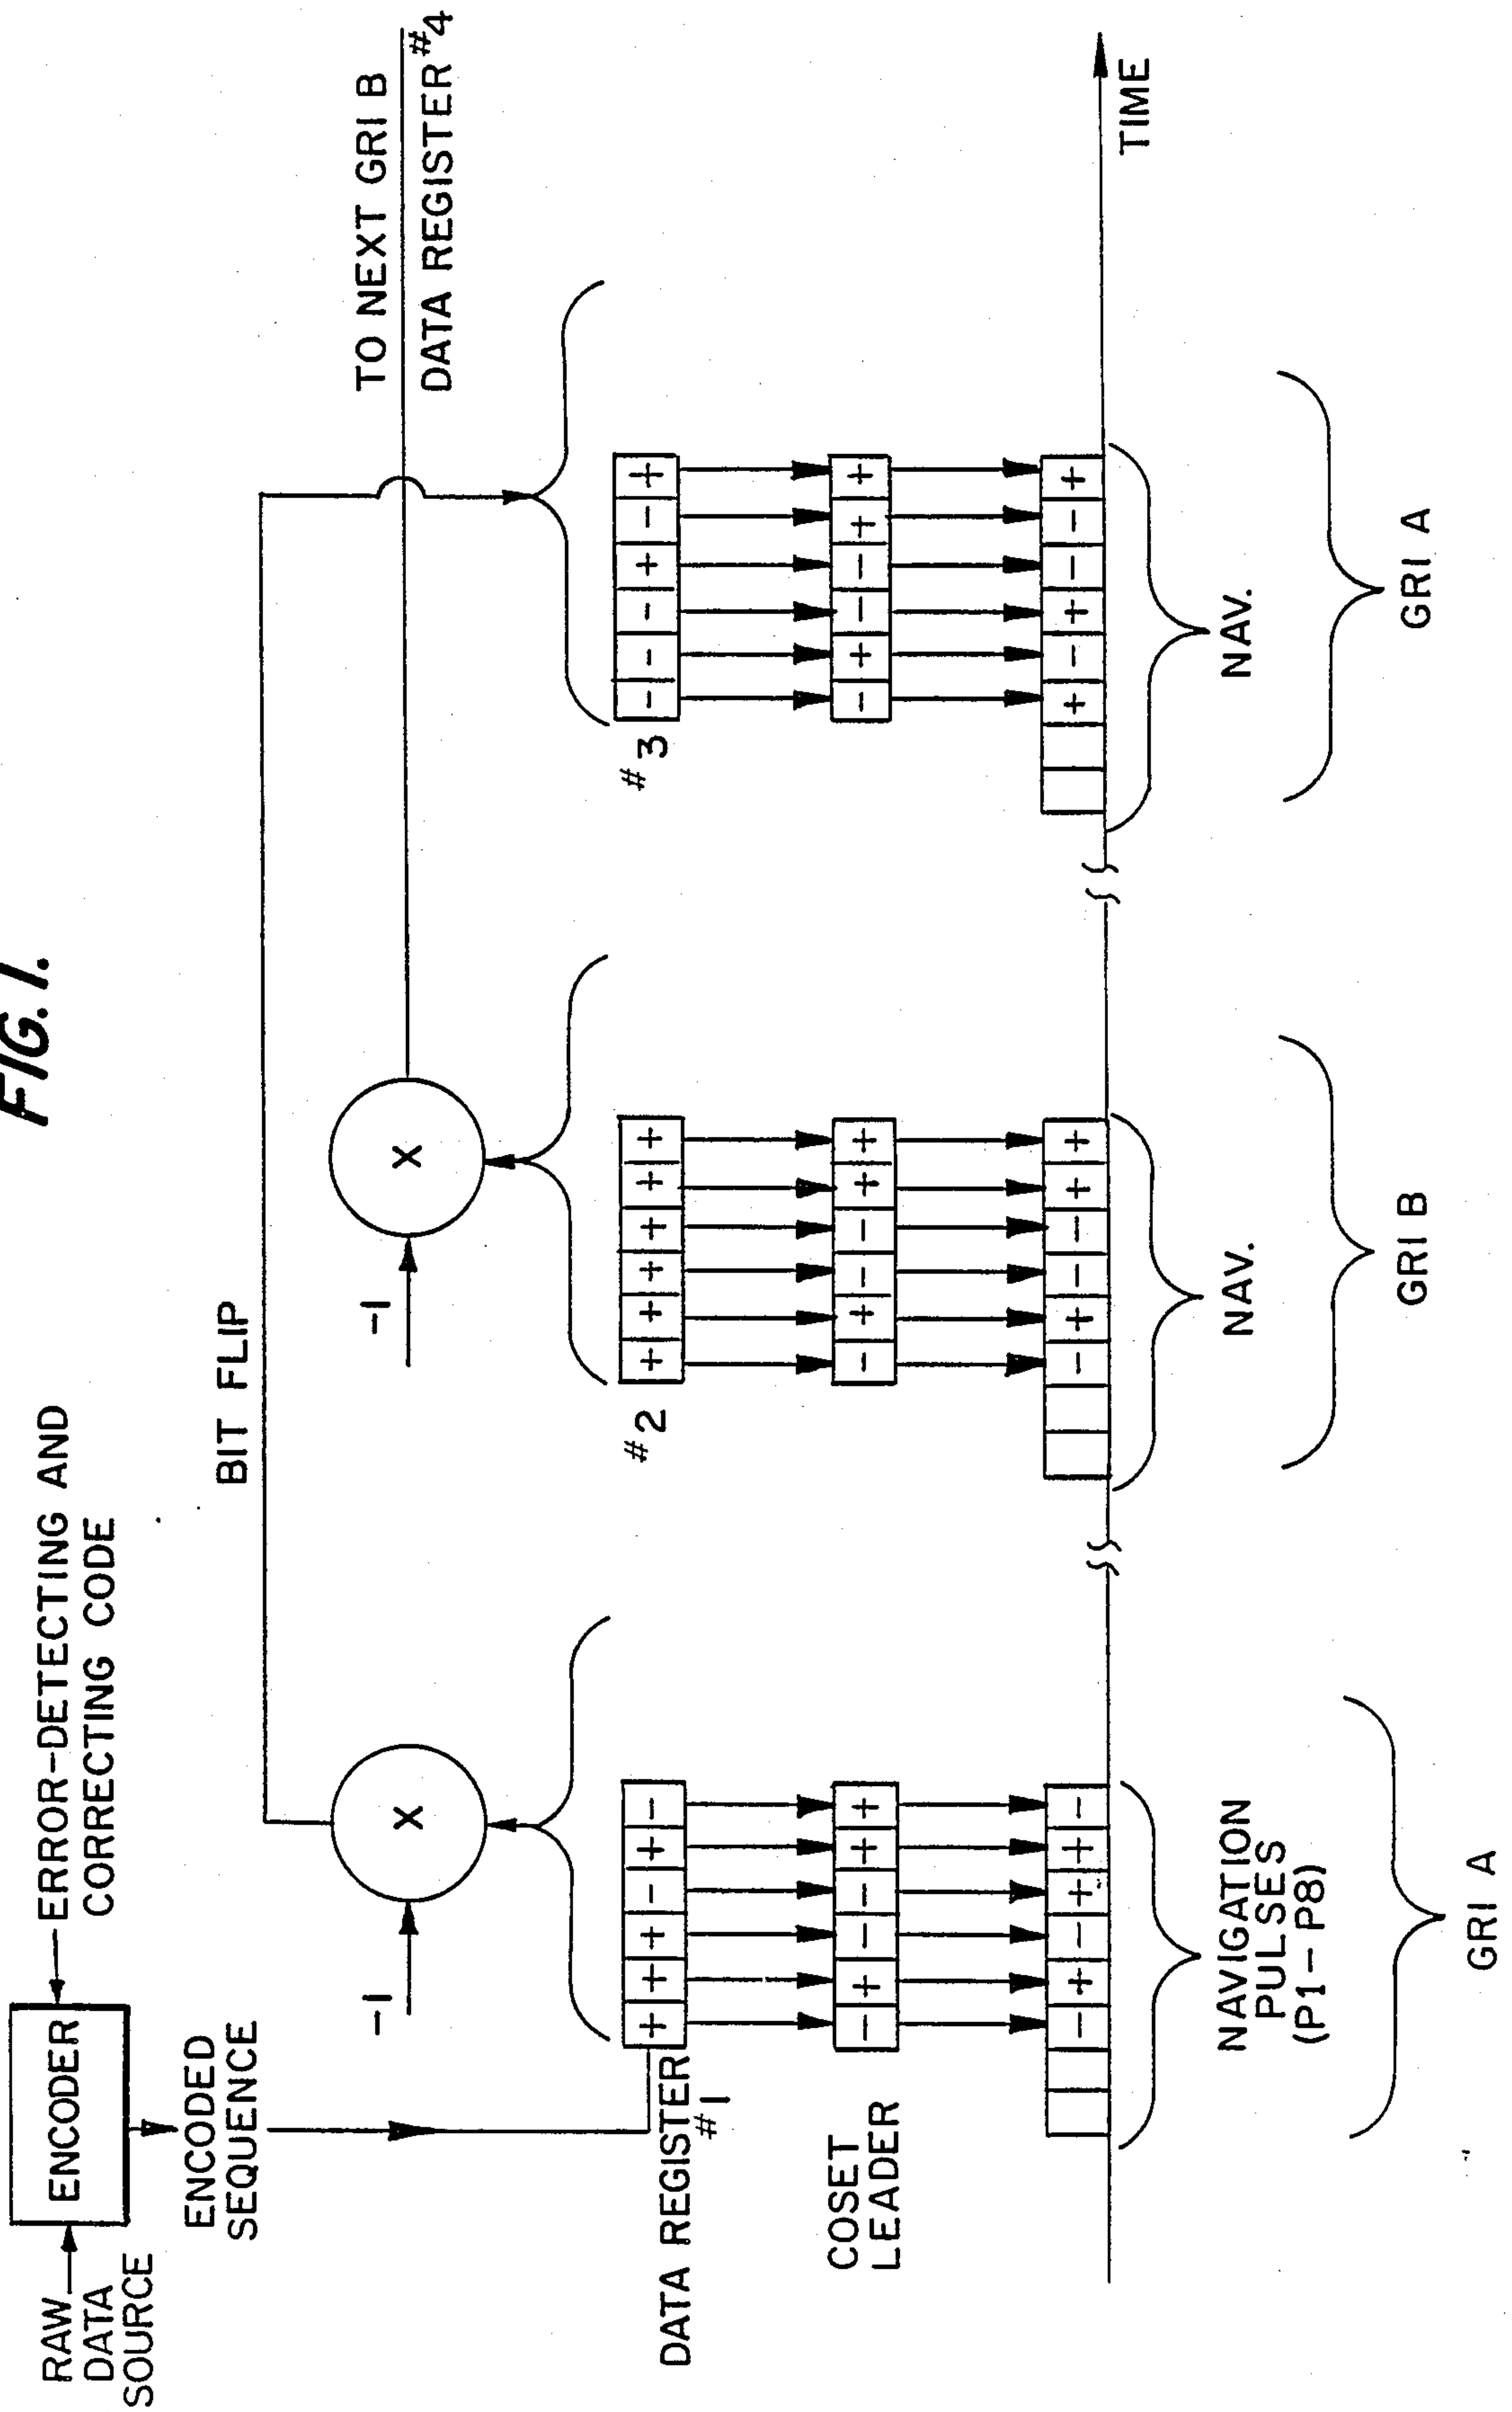 FIG. 1.
RAW
DATA
SOURCE
ENCODER
ERROR-DETECTING AND
CORRECTING CODE
ENCODED
SEQUENCE
BIT FLIP
TO NEXT GRI B
DATA REGISTER #4
-1
X
-1
X
DATA REGISTER
#1
+ + + - + -
#2
+ + + + + +
#3
- - - + - +
COSET
LEADER
- + - - + +
- + - - + +
- + - - + +
- + - + + -
- + - - + +
+ - + - - +
TIME
NAVIGATION
PULSES
(P1-P8)
NAV.
NAV.
GRI A
GRI B
GRI A